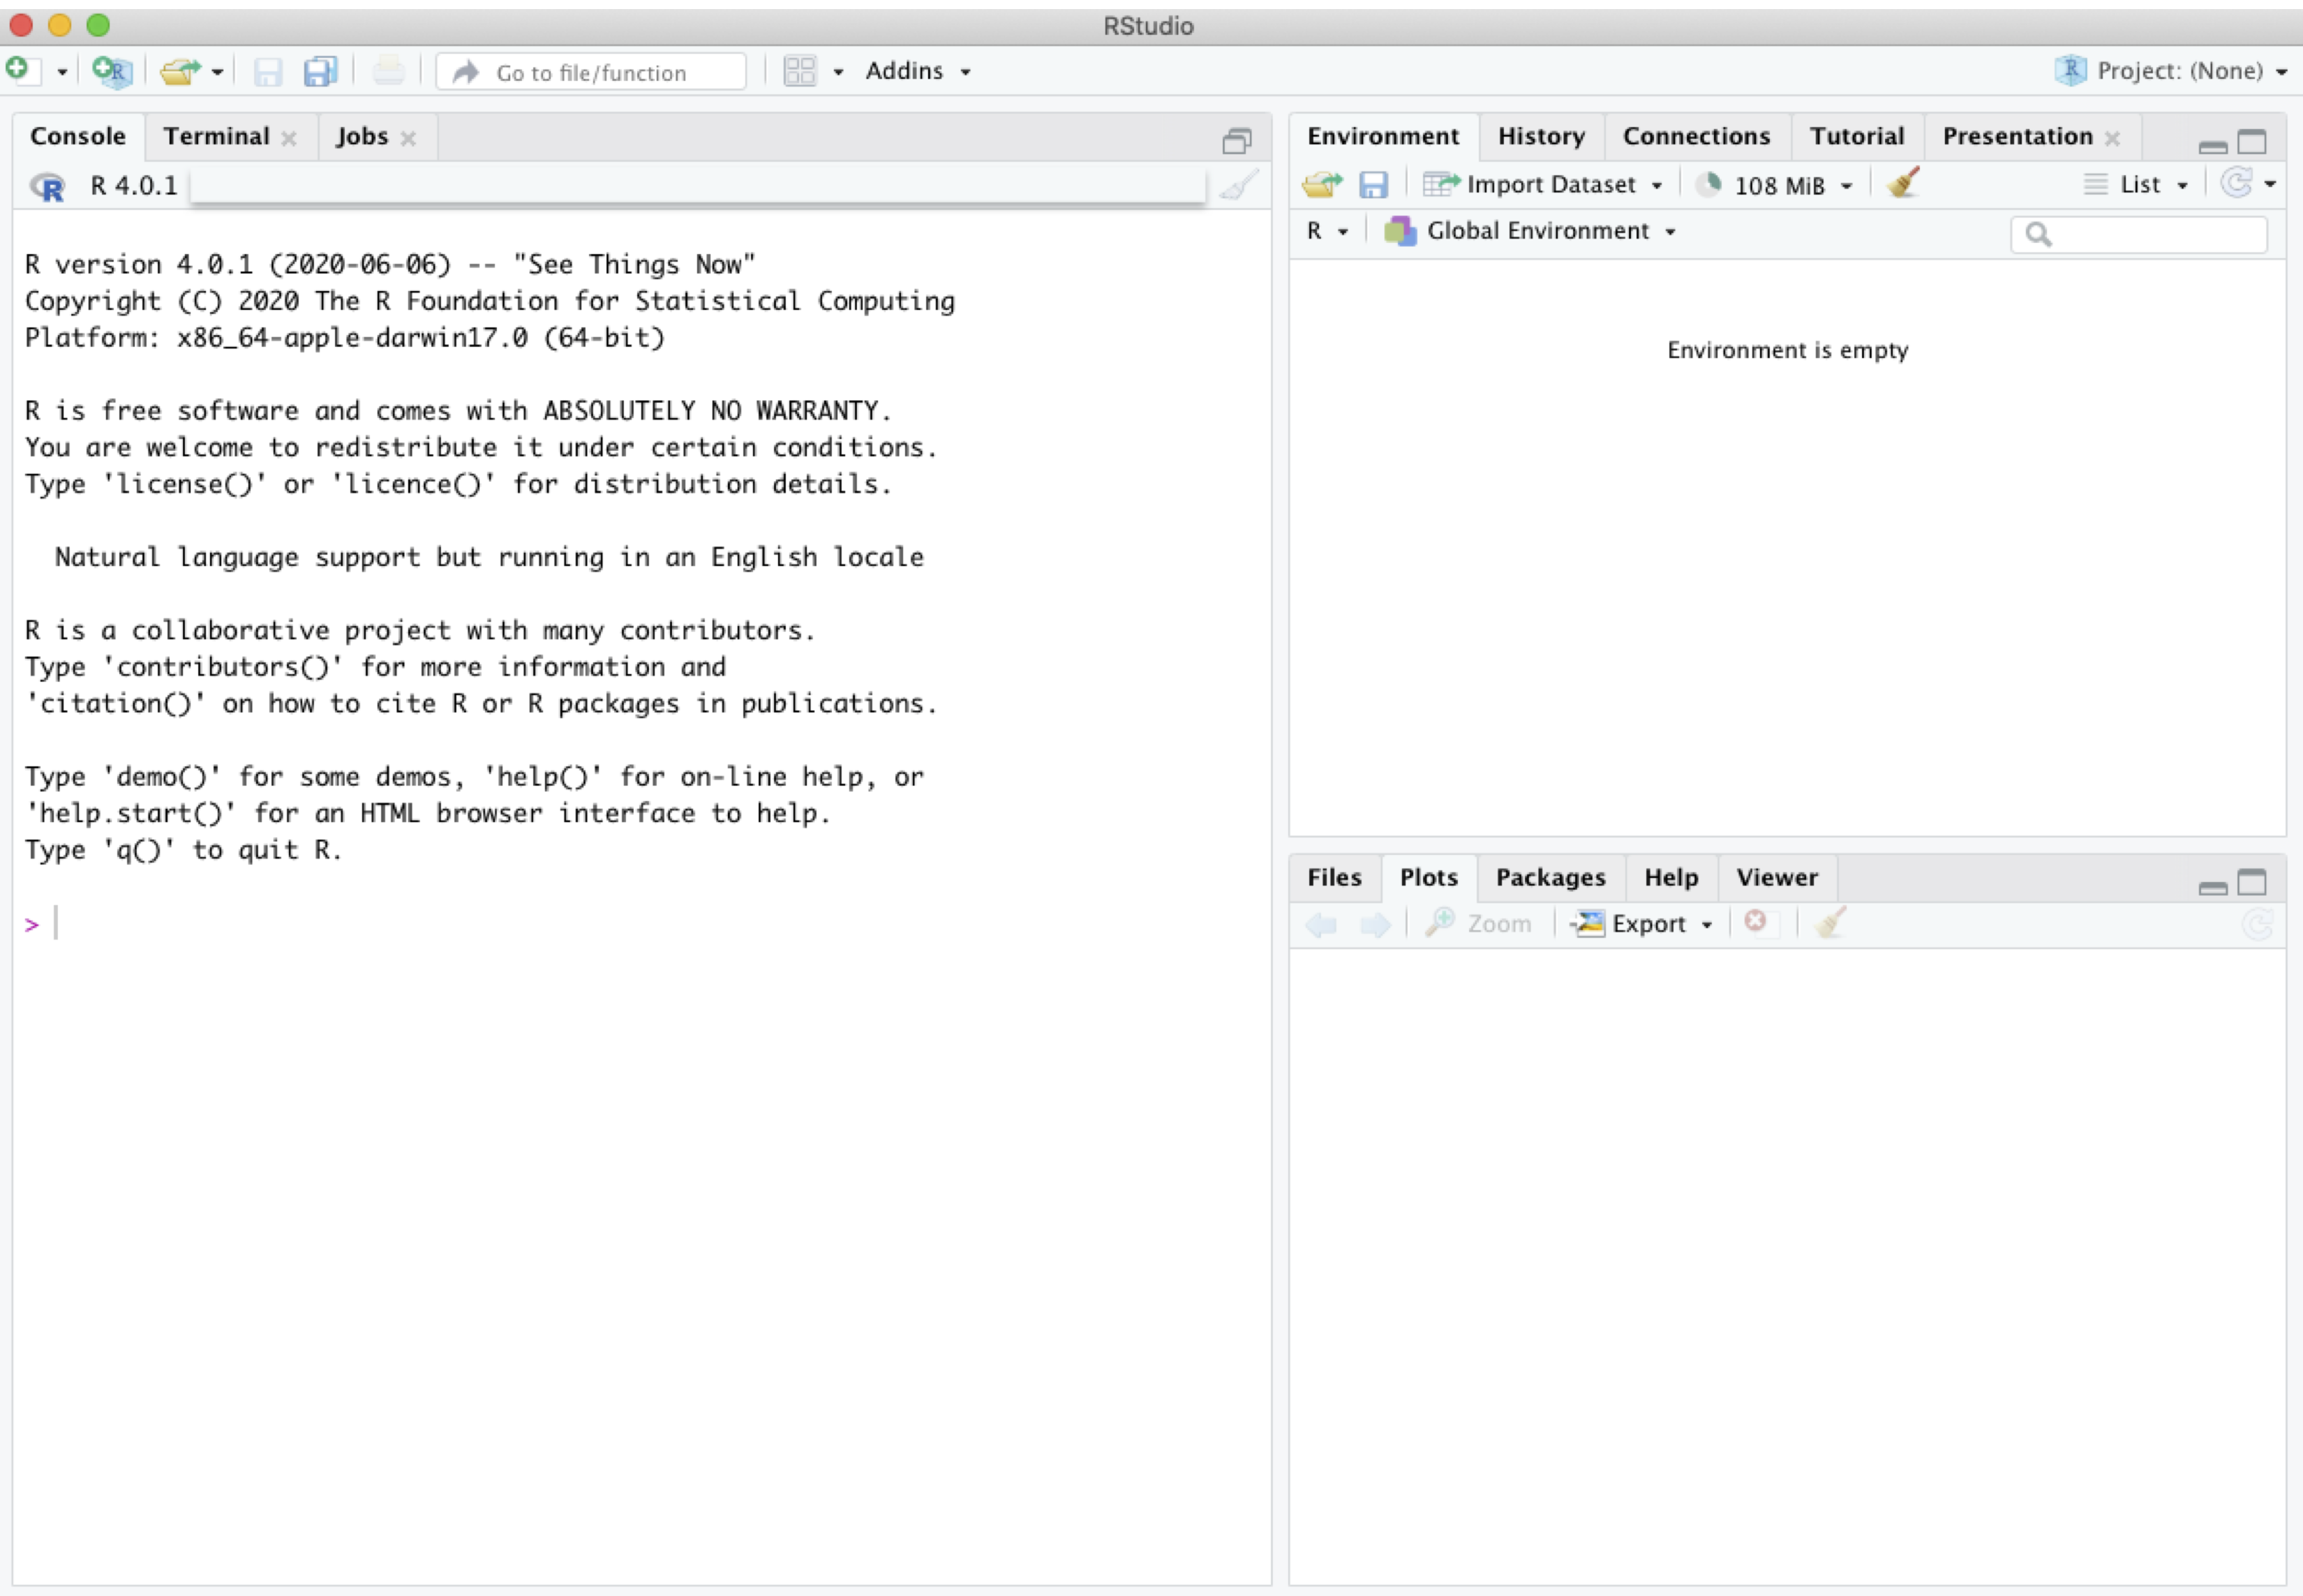 RStudio
Go to file/function
Addins
Project: (None)
Console Terminal Jobs
R 4.0.1
R version 4.0.1 (2020-06-06) -- "See Things Now"
Copyright (C) 2020 The R Foundation for Statistical Computing
Platform: x86_64-apple-darwin17.0 (64-bit)
R is free software and comes with ABSOLUTELY NO WARRANTY.
You are welcome to redistribute it under certain conditions.
Type 'license()' or 'licence()' for distribution details.
Natural language support but running in an English locale
R is a collaborative project with many contributors.
Type 'contributors()' for more information and
'citation()' on how to cite R or R packages in publications.
Type 'demo()' for some demos, 'help()' for on-line help, or
'help.start()' for an HTML browser interface to help.
Type 'q()' to quit R.
>
Environment History Connections Tutorial Presentation
Import Dataset 108 MiB List
R Global Environment
Environment is empty
Files Plots Packages Help Viewer
Zoom Export